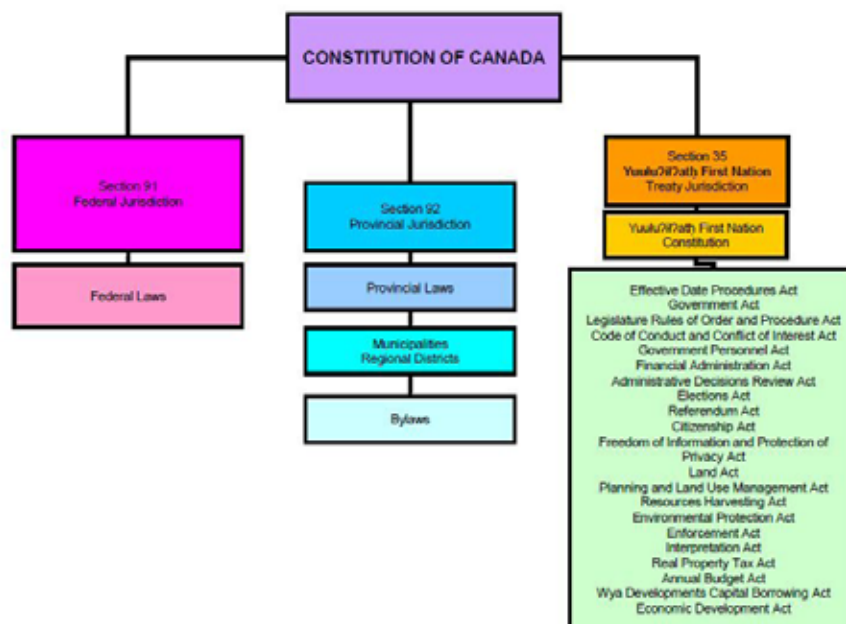 CONSTITUTION OF CANADA
Section 91
Federal Jurisdiction
Federal Laws
Section 92
Provincial Jurisdiction
Provincial Laws
Municipalities
Regional Districts
Bylaws
Section 35
Yuułuʔiłʔatḥ First Nation
Treaty Jurisdiction
Yuułuʔiłʔatḥ First Nation
Constitution
Effective Date Procedures Act
Government Act
Legislature Rules of Order and Procedure Act
Code of Conduct and Conflict of Interest Act
Government Personnel Act
Financial Administration Act
Administrative Decisions Review Act
Elections Act
Referendum Act
Citizenship Act
Freedom of Information and Protection of
Privacy Act
Land Act
Planning and Land Use Management Act
Resources Harvesting Act
Environmental Protection Act
Enforcement Act
Interpretation Act
Real Property Tax Act
Annual Budget Act
Wya Developments Capital Borrowing Act
Economic Development Act